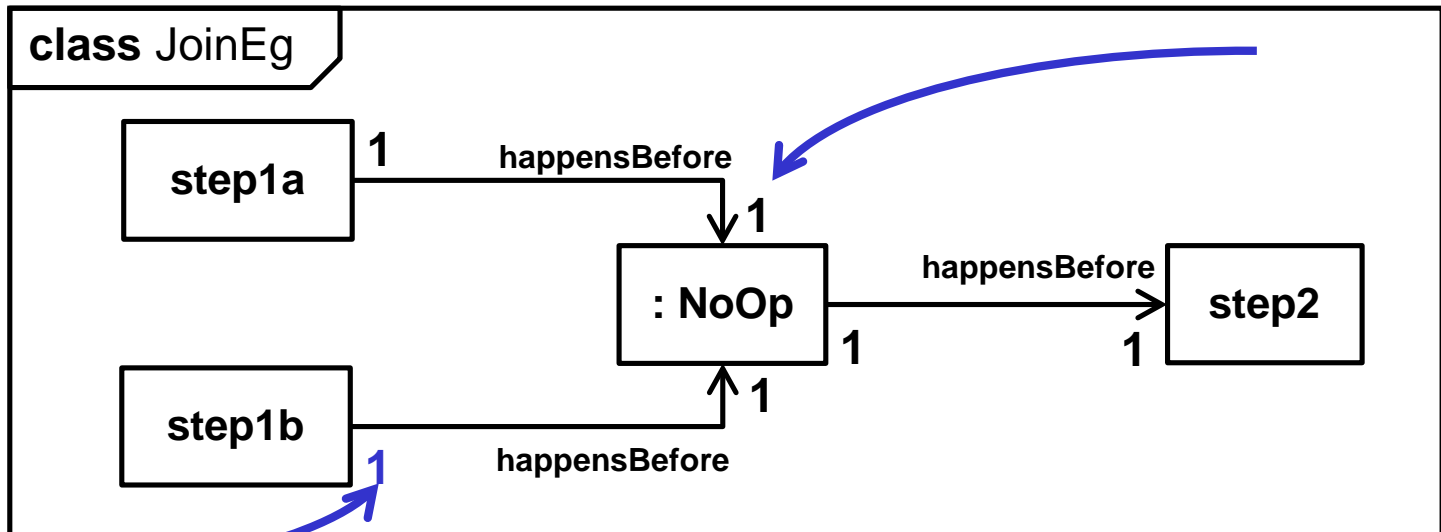 class JoinEg
step1a
1
happensBefore
1
: NoOp
happensBefore
1
1
step2
1
step1b
1
happensBefore